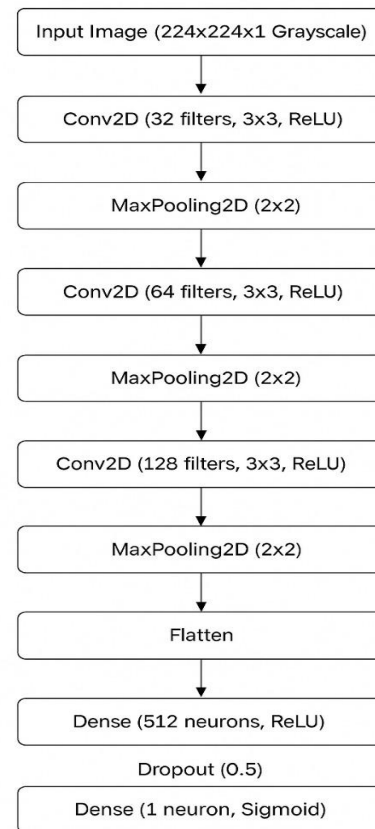 Input Image (224x224x1 Grayscale)
Conv2D (32 filters, 3x3, ReLU)
MaxPooling2D (2x2)
Conv2D (64 filters, 3x3, ReLU)
MaxPooling2D (2x2)
Conv2D (128 filters, 3x3, ReLU)
MaxPooling2D (2x2)
Flatten
Dense (512 neurons, ReLU)
Dropout (0.5)
Dense (1 neuron, Sigmoid)